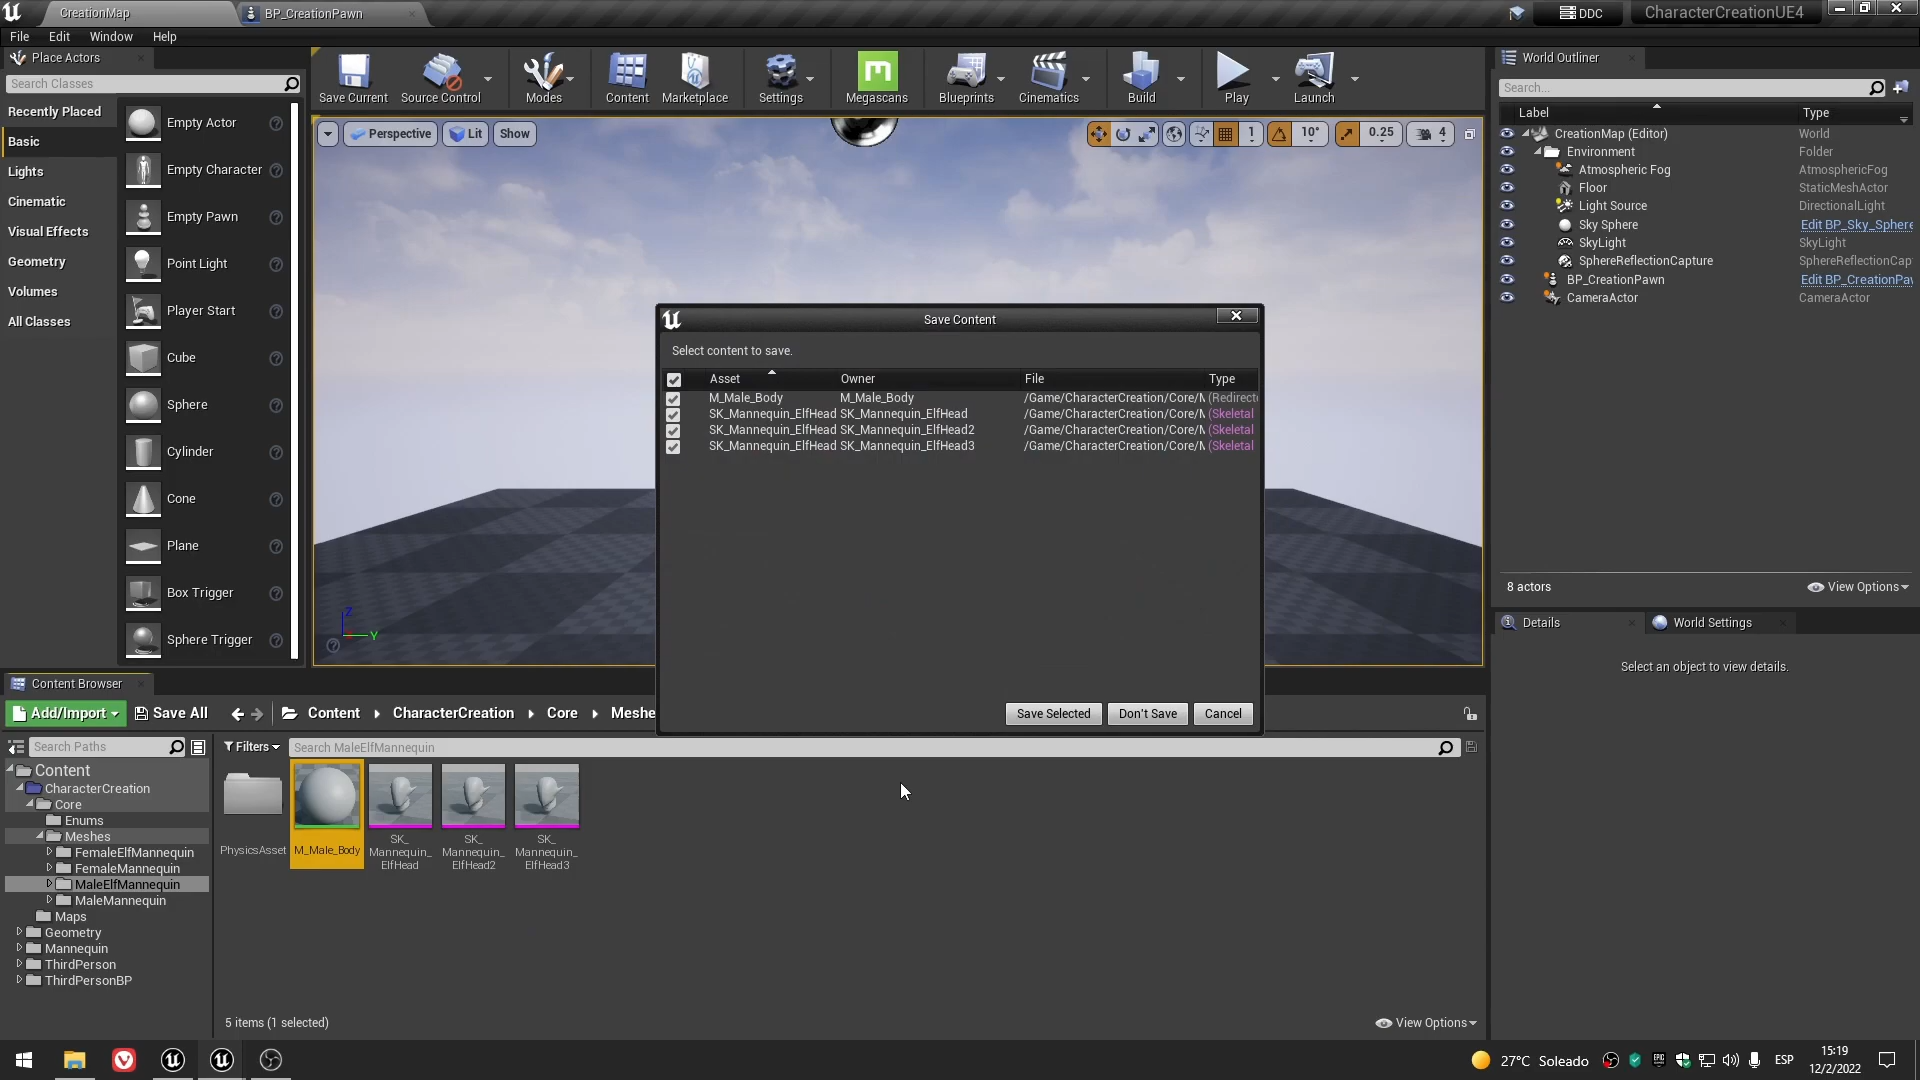 CreationMap
BP_CreationPawn
DDC
CharacterCreationUE4
File
Edit
Window
Help
Place Actors
Search Classes
Recently Placed
Basic
Lights
Cinematic
Visual Effects
Geometry
Volumes
All Classes
Empty Actor
Empty Character
Empty Pawn
Point Light
Player Start
Cube
Sphere
Cylinder
Cone
Plane
Box Trigger
Sphere Trigger
Save Current
Source Control
Modes
Content
Marketplace
Settings
Megascans
Blueprints
Cinematics
Build
Play
Launch
Perspective
Lit
Show
1
10°
0.25
4
Z
Y
World Outliner
Search...
Label
Type
CreationMap (Editor)
World
Environment
Folder
Atmospheric Fog
AtmosphericFog
Floor
StaticMeshActor
Light Source
DirectionalLight
Sky Sphere
Edit BP_Sky_Sphere
SkyLight
SkyLight
SphereReflectionCapture
SphereReflectionCap
BP_CreationPawn
Edit BP_CreationPaw
CameraActor
CameraActor
8 actors
View Options
Details
World Settings
Select an object to view details.
Save Content
Select content to save.
Asset
Owner
File
Type
M_Male_Body
M_Male_Body
/Game/CharacterCreation/Core/M
(Redirecto
SK_Mannequin_ElfHead
SK_Mannequin_ElfHead
/Game/CharacterCreation/Core/M
(Skeletal
SK_Mannequin_ElfHead
SK_Mannequin_ElfHead2
/Game/CharacterCreation/Core/M
(Skeletal
SK_Mannequin_ElfHead
SK_Mannequin_ElfHead3
/Game/CharacterCreation/Core/M
(Skeletal
Save Selected
Don't Save
Cancel
Content Browser
Add/Import
Save All
Content
CharacterCreation
Core
Meshe
Search Paths
Filters
Search MaleElfMannequin
Content
CharacterCreation
Core
Enums
Meshes
FemaleElfMannequin
FemaleMannequin
MaleElfMannequin
MaleMannequin
Maps
Geometry
Mannequin
ThirdPerson
ThirdPersonBP
PhysicsAsset
M_Male_Body
SK_
Mannequin_
ElfHead
SK_
Mannequin_
ElfHead2
SK_
Mannequin_
ElfHead3
5 items (1 selected)
View Options
27°C Soleado
ESP
15:19
12/2/2022